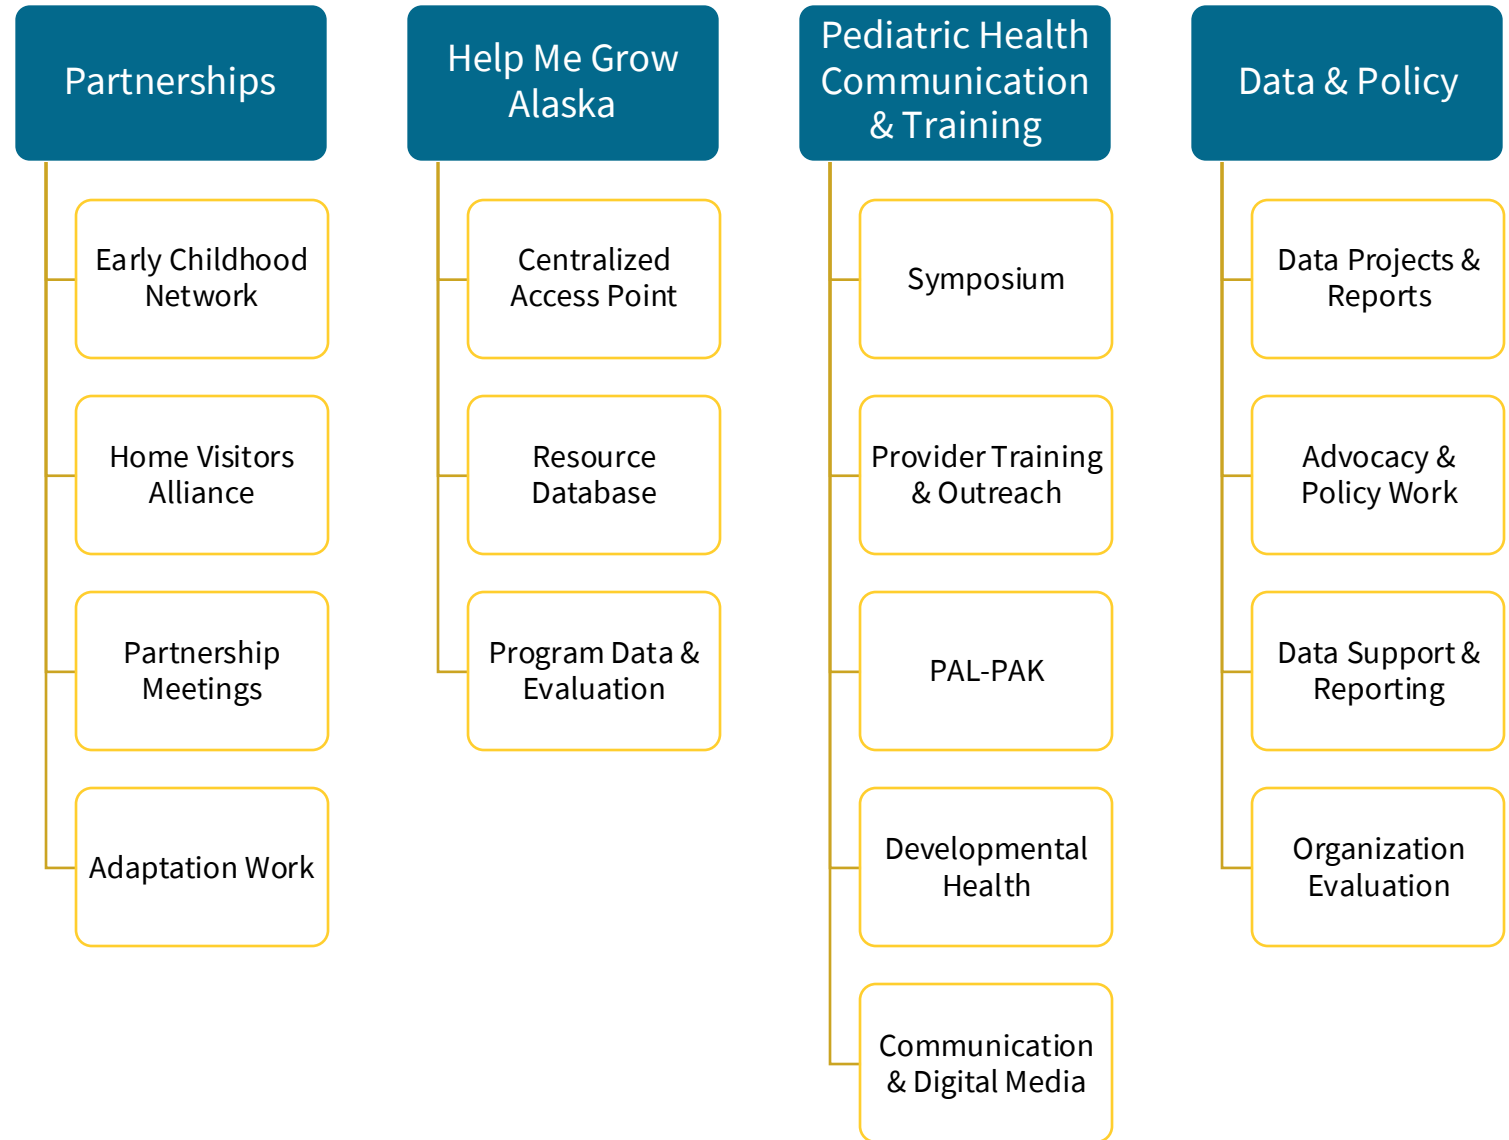 Partnerships
Early Childhood
Network
Home Visitors
Alliance
Partnership
Meetings
Adaptation Work
Help Me Grow
Alaska
Centralized
Access Point
Resource
Database
Program Data &
Evaluation
Pediatric Health
Communication
& Training
Symposium
Provider Training
& Outreach
PAL-PAK
Developmental
Health
Communication
& Digital Media
Data & Policy
Data Projects &
Reports
Advocacy &
Policy Work
Data Support &
Reporting
Organization
Evaluation